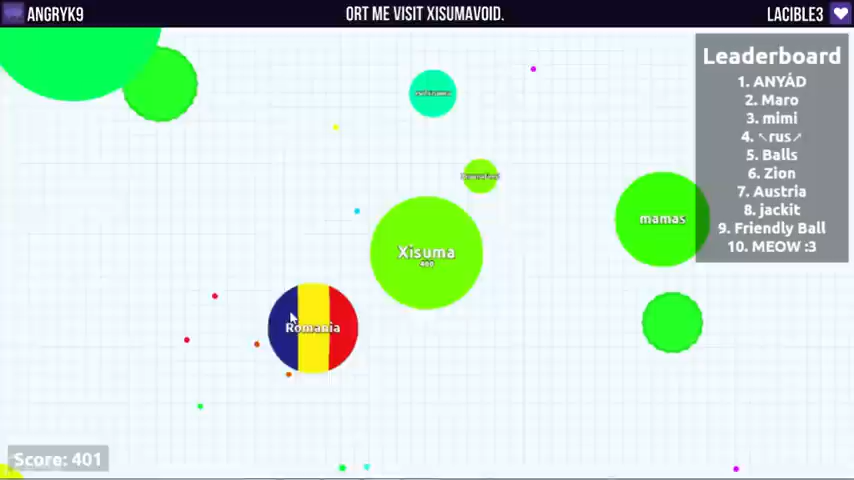 ANGRYK9
ORT ME VISIT XISUMAVOID.
LACIBLE3
Leaderboard
1. ANYÁD
2. Maro
3. mimi
4. ↖rus↗
5. Balls
6. Zion
7. Austria
8. jackit
9. Friendly Ball
10. MEOW :3
mamas
Xisuma
400
Romania
Score: 401